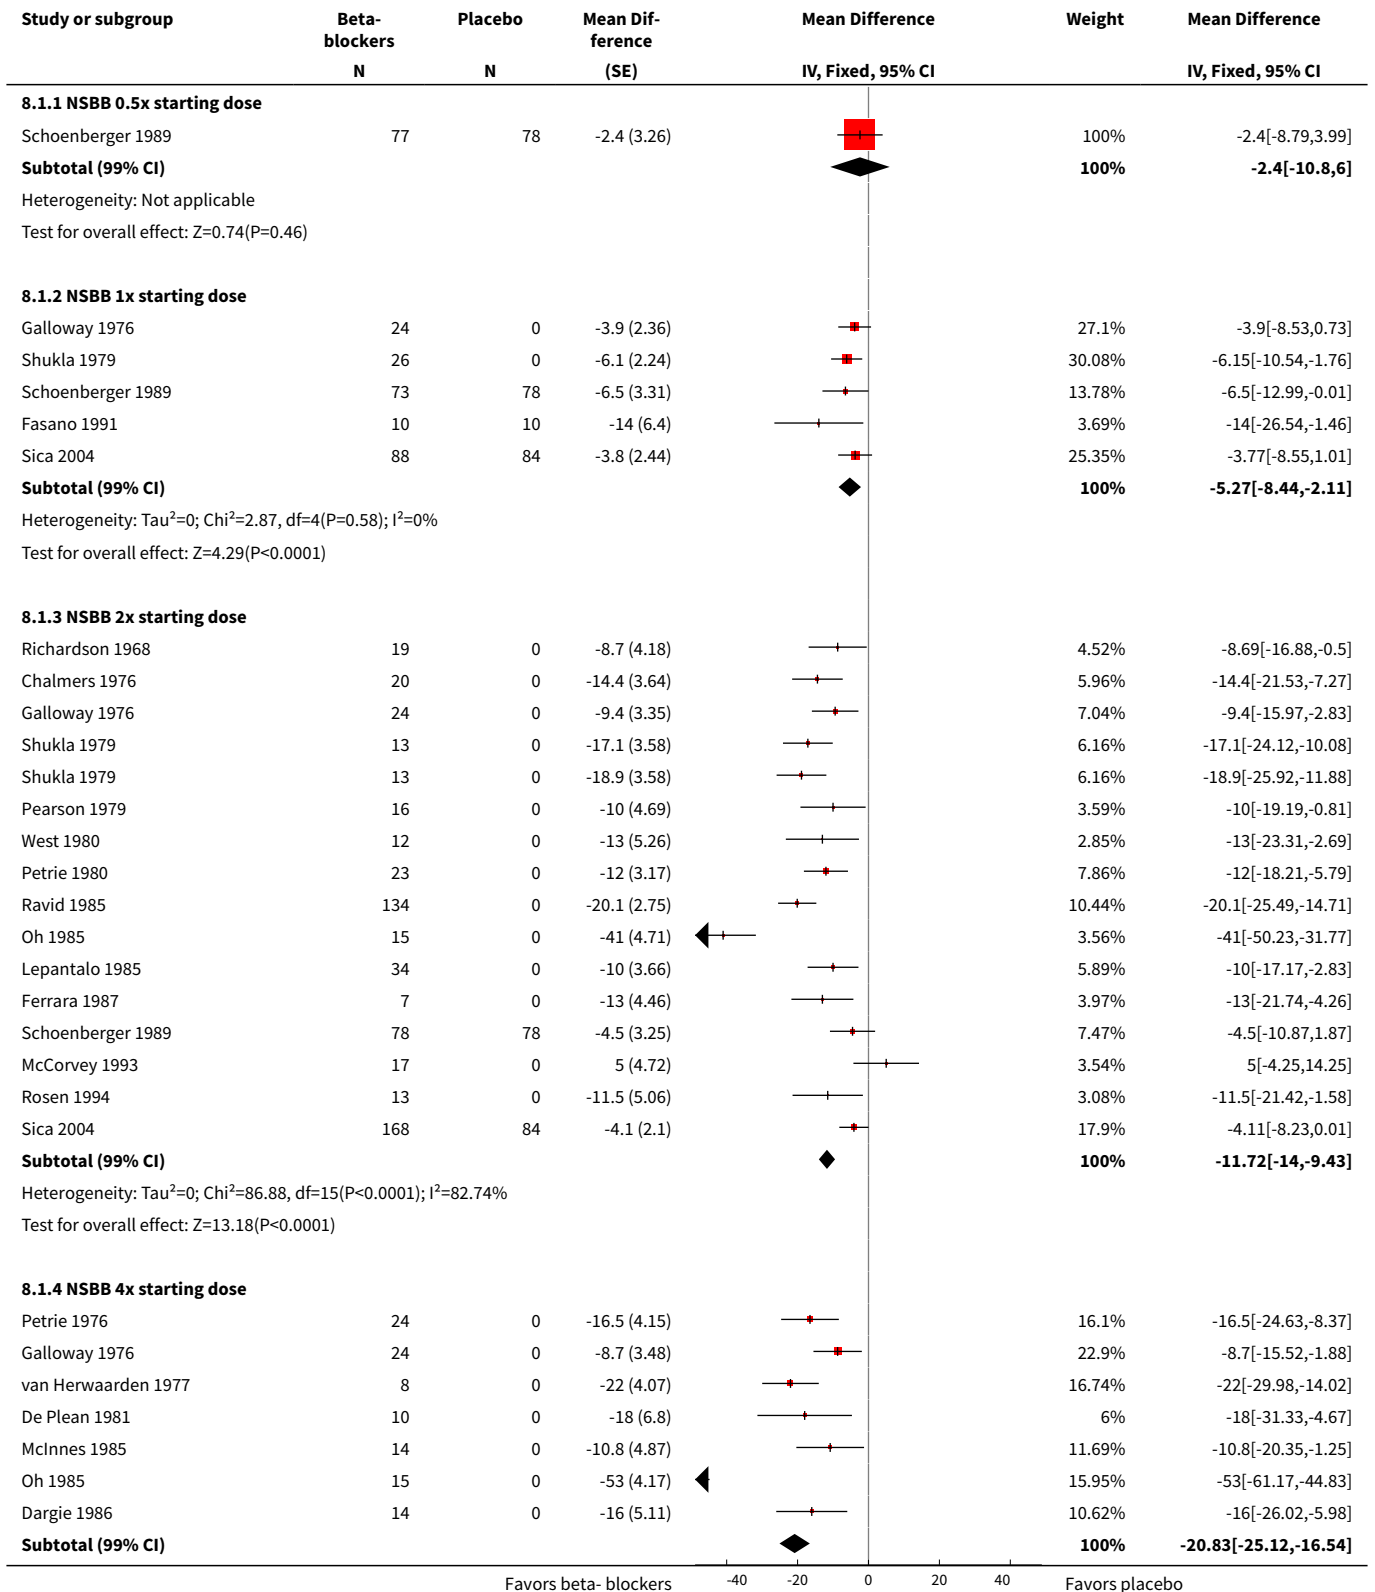 Study or subgroup Beta-blockers Placebo Mean Dif-ference Mean Difference Weight Mean Difference
N N (SE) IV, Fixed, 95% CI IV, Fixed, 95% CI
8.1.1 NSBB 0.5x starting dose
Schoenberger 1989 77 78 -2.4 (3.26) 100% -2.4[-8.79,3.99]
Subtotal (99% CI) 100% -2.4[-10.8,6]
Heterogeneity: Not applicable
Test for overall effect: Z=0.74(P=0.46)
8.1.2 NSBB 1x starting dose
Galloway 1976 24 0 -3.9 (2.36) 27.1% -3.9[-8.53,0.73]
Shukla 1979 26 0 -6.1 (2.24) 30.08% -6.15[-10.54,-1.76]
Schoenberger 1989 73 78 -6.5 (3.31) 13.78% -6.5[-12.99,-0.01]
Fasano 1991 10 10 -14 (6.4) 3.69% -14[-26.54,-1.46]
Sica 2004 88 84 -3.8 (2.44) 25.35% -3.77[-8.55,1.01]
Subtotal (99% CI) 100% -5.27[-8.44,-2.11]
Heterogeneity: Tau²=0; Chi²=2.87, df=4(P=0.58); I²=0%
Test for overall effect: Z=4.29(P<0.0001)
8.1.3 NSBB 2x starting dose
Richardson 1968 19 0 -8.7 (4.18) 4.52% -8.69[-16.88,-0.5]
Chalmers 1976 20 0 -14.4 (3.64) 5.96% -14.4[-21.53,-7.27]
Galloway 1976 24 0 -9.4 (3.35) 7.04% -9.4[-15.97,-2.83]
Shukla 1979 13 0 -17.1 (3.58) 6.16% -17.1[-24.12,-10.08]
Shukla 1979 13 0 -18.9 (3.58) 6.16% -18.9[-25.92,-11.88]
Pearson 1979 16 0 -10 (4.69) 3.59% -10[-19.19,-0.81]
West 1980 12 0 -13 (5.26) 2.85% -13[-23.31,-2.69]
Petrie 1980 23 0 -12 (3.17) 7.86% -12[-18.21,-5.79]
Ravid 1985 134 0 -20.1 (2.75) 10.44% -20.1[-25.49,-14.71]
Oh 1985 15 0 -41 (4.71) 3.56% -41[-50.23,-31.77]
Lepantalo 1985 34 0 -10 (3.66) 5.89% -10[-17.17,-2.83]
Ferrara 1987 7 0 -13 (4.46) 3.97% -13[-21.74,-4.26]
Schoenberger 1989 78 78 -4.5 (3.25) 7.47% -4.5[-10.87,1.87]
McCorvey 1993 17 0 5 (4.72) 3.54% 5[-4.25,14.25]
Rosen 1994 13 0 -11.5 (5.06) 3.08% -11.5[-21.42,-1.58]
Sica 2004 168 84 -4.1 (2.1) 17.9% -4.11[-8.23,0.01]
Subtotal (99% CI) 100% -11.72[-14,-9.43]
Heterogeneity: Tau²=0; Chi²=86.88, df=15(P<0.0001); I²=82.74%
Test for overall effect: Z=13.18(P<0.0001)
8.1.4 NSBB 4x starting dose
Petrie 1976 24 0 -16.5 (4.15) 16.1% -16.5[-24.63,-8.37]
Galloway 1976 24 0 -8.7 (3.48) 22.9% -8.7[-15.52,-1.88]
van Herwaarden 1977 8 0 -22 (4.07) 16.74% -22[-29.98,-14.02]
De Plean 1981 10 0 -18 (6.8) 6% -18[-31.33,-4.67]
McInnes 1985 14 0 -10.8 (4.87) 11.69% -10.8[-20.35,-1.25]
Oh 1985 15 0 -53 (4.17) 15.95% -53[-61.17,-44.83]
Dargie 1986 14 0 -16 (5.11) 10.62% -16[-26.02,-5.98]
Subtotal (99% CI) 100% -20.83[-25.12,-16.54]
Favors beta- blockers -40 -20 0 20 40 Favors placebo